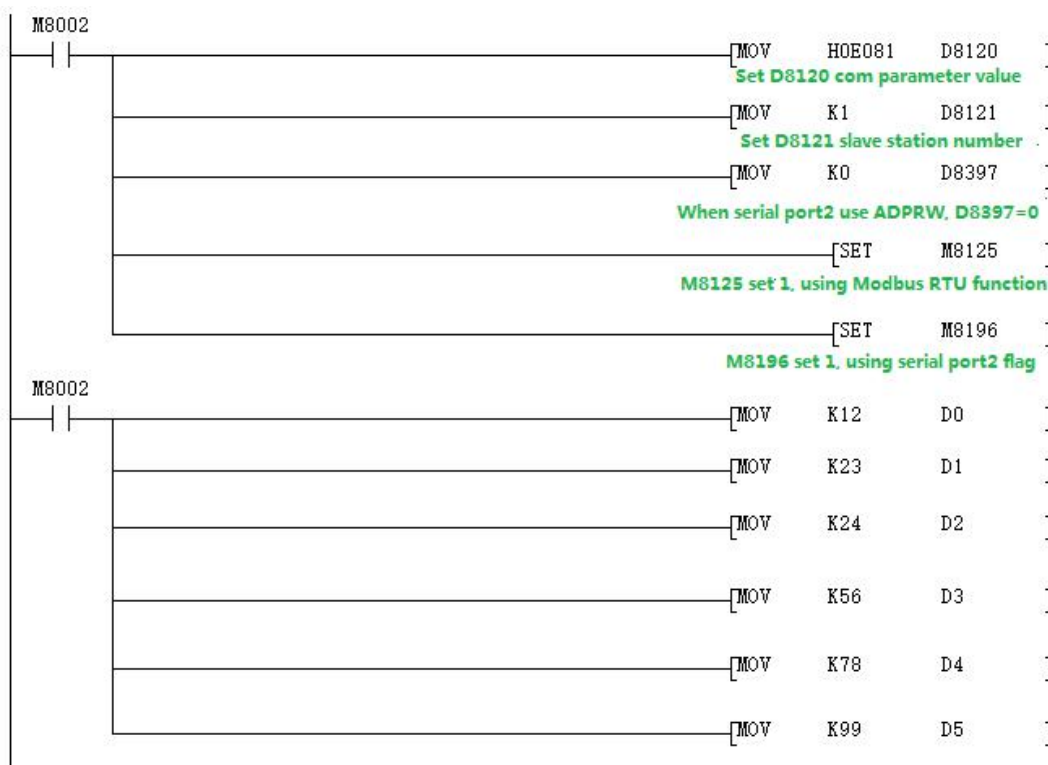 M8002
[MOV H0E081 D8120 ]
Set D8120 com parameter value
[MOV K1 D8121 ]
Set D8121 slave station number
[MOV K0 D8397 ]
When serial port2 use ADPRW, D8397=0
[SET M8125 ]
M8125 set 1, using Modbus RTU function
[SET M8196 ]
M8196 set 1, using serial port2 flag
M8002
[MOV K12 D0 ]
[MOV K23 D1 ]
[MOV K24 D2 ]
[MOV K56 D3 ]
[MOV K78 D4 ]
[MOV K99 D5 ]